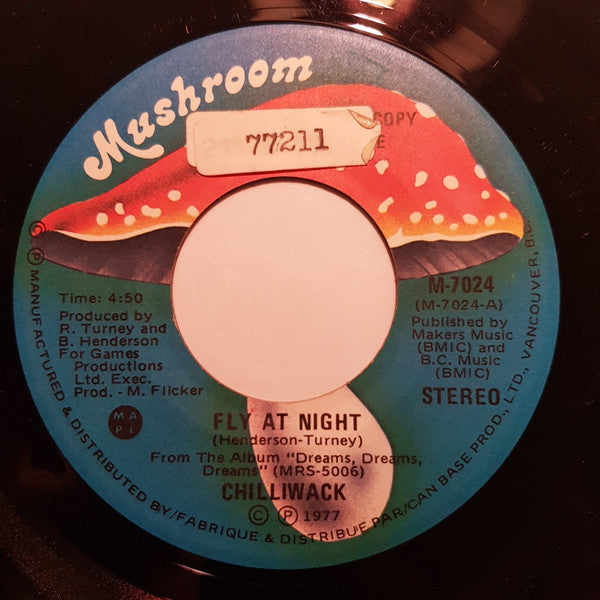 Mushroom
77211
COPY
E
Time: 4:50
Produced by
R. Turney and
B. Henderson
For Games
Productions
Ltd. Exec.
Prod. - M. Flicker
M A
P L
M-7024
(M-7024-A)
Published by
Makers Music
(BMIC) and
B.C. Music
(BMIC)
STEREO
FLY AT NIGHT
(Henderson-Turney)
From The Album "Dreams, Dreams,
Dreams" (MRS-5006)
CHILLIWACK
© ℗ 1977
© ℗ MANUFACTURED & DISTRIBUTED BY/FABRIQUE & DISTRIBUE PAR/CAN BASE PROD., LTD., VANCOUVER, B.C.